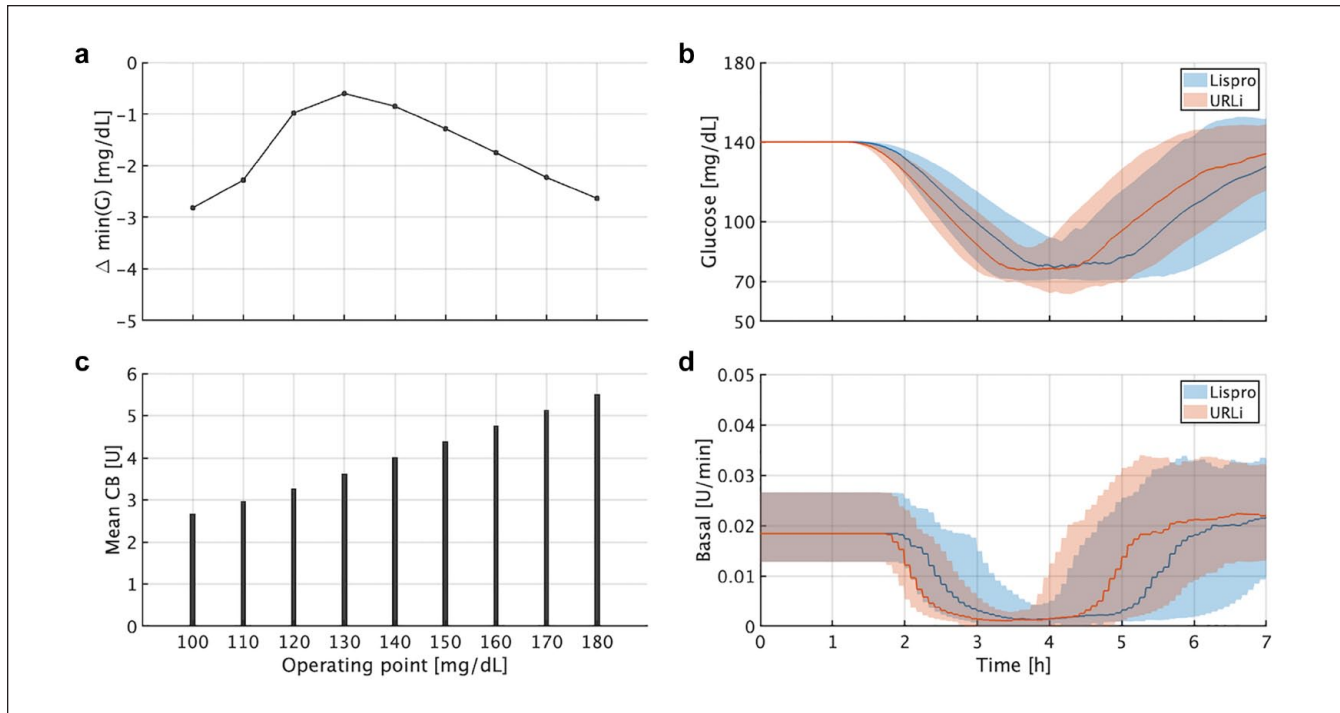 a
0
−1
−2
−3
−4
−5
Δ min(G) [mg/dL]
b
180
140
100
70
50
Glucose [mg/dL]
Lispro
URLi
c
6
5
4
3
2
1
0
Mean CB [U]
100 110 120 130 140 150 160 170 180
Operating point [mg/dL]
d
0.05
0.04
0.03
0.02
0.01
0
Basal [U/min]
Lispro
URLi
0 1 2 3 4 5 6 7
Time [h]